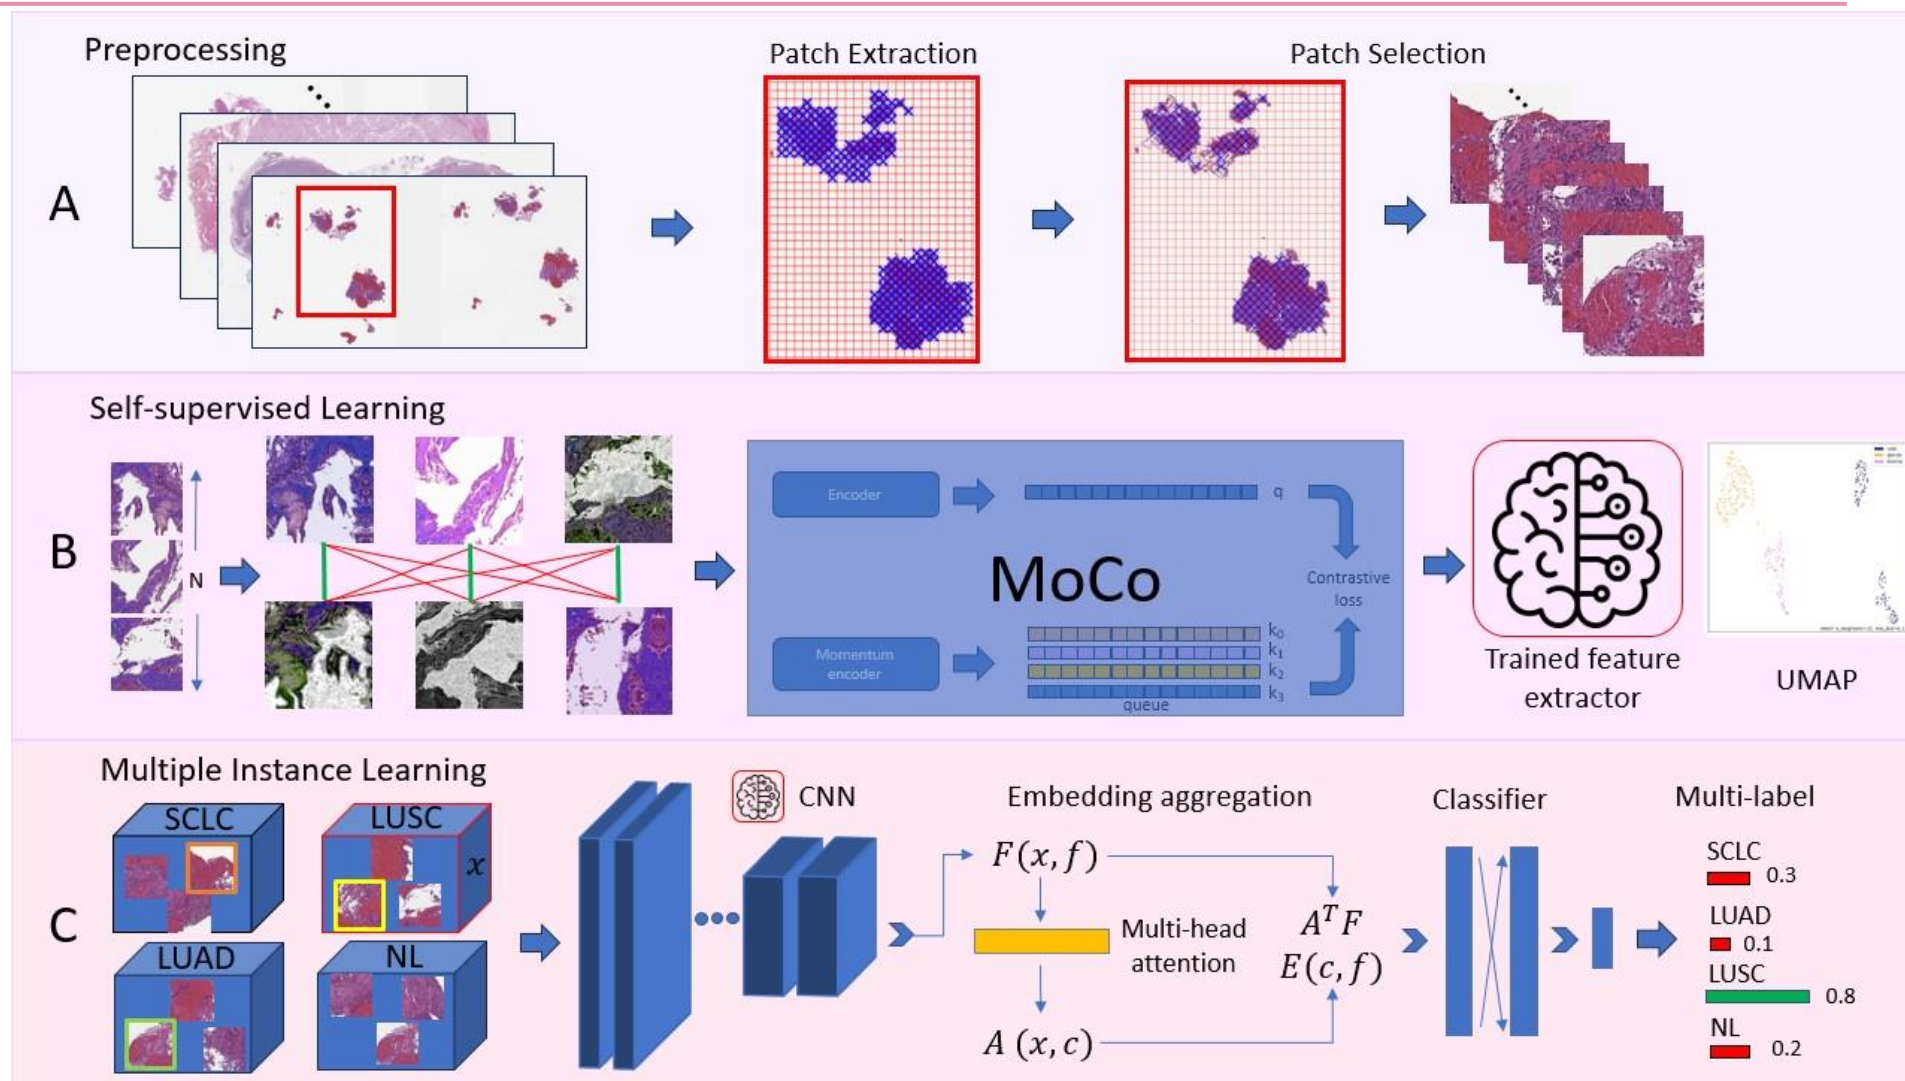 Preprocessing
Patch Extraction
Patch Selection
A
Self-supervised Learning
B
N
Encoder
q
MoCo
Contrastive
loss
Momentum
encoder
k₀
k₁
k₂
k₃
queue
Trained feature
extractor
UMAP
Multiple Instance Learning
C
SCLC
LUSC
x
LUAD
NL
CNN
Embedding aggregation
F(x, f)
Multi-head
attention
A (x, c)
AᵀF
E(c, f)
Classifier
Multi-label
SCLC
0.3
LUAD
0.1
LUSC
0.8
NL
0.2